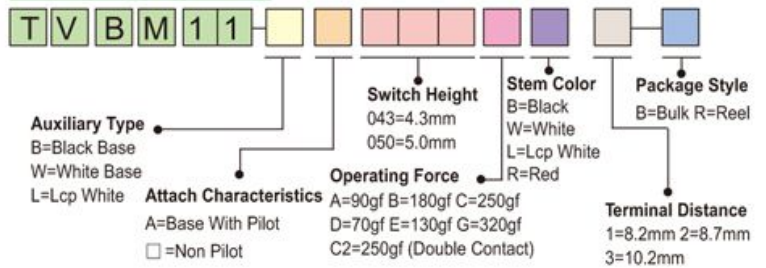 TVBM11-
Auxiliary Type
B=Black Base
W=White Base
L=Lcp White
Attach Characteristics
A=Base With Pilot
□=Non Pilot
Switch Height
043=4.3mm
050=5.0mm
Operating Force
A=90gf B=180gf C=250gf
D=70gf E=130gf G=320gf
C2=250gf (Double Contact)
Stem Color
B=Black
W=White
L=Lcp White
R=Red
Package Style
B=Bulk R=Reel
Terminal Distance
1=8.2mm 2=8.7mm
3=10.2mm